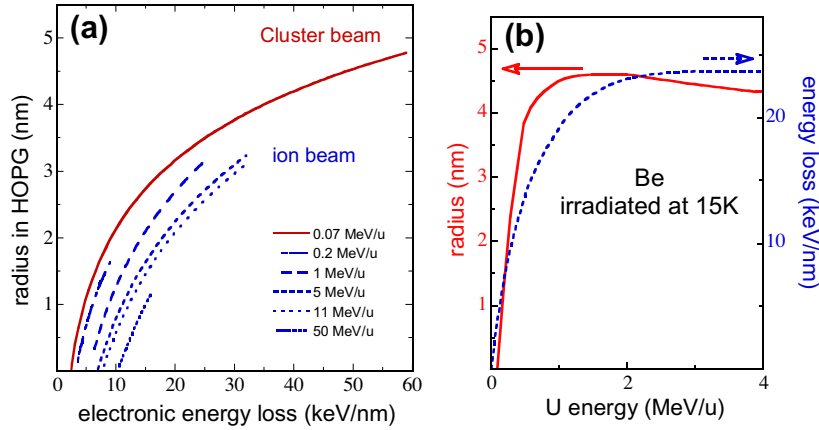 (a)
Cluster beam
ion beam
0.07 MeV/u
0.2 MeV/u
1 MeV/u
5 MeV/u
11 MeV/u
50 MeV/u
radius in HOPG (nm)
5
4
3
2
1
0 10 20 30 40 50 60
electronic energy loss (keV/nm)
(b)
Be
irradiated at 15K
radius (nm)
5
4
3
2
1
energy loss (keV/nm)
20
10
0 2 4
U energy (MeV/u)